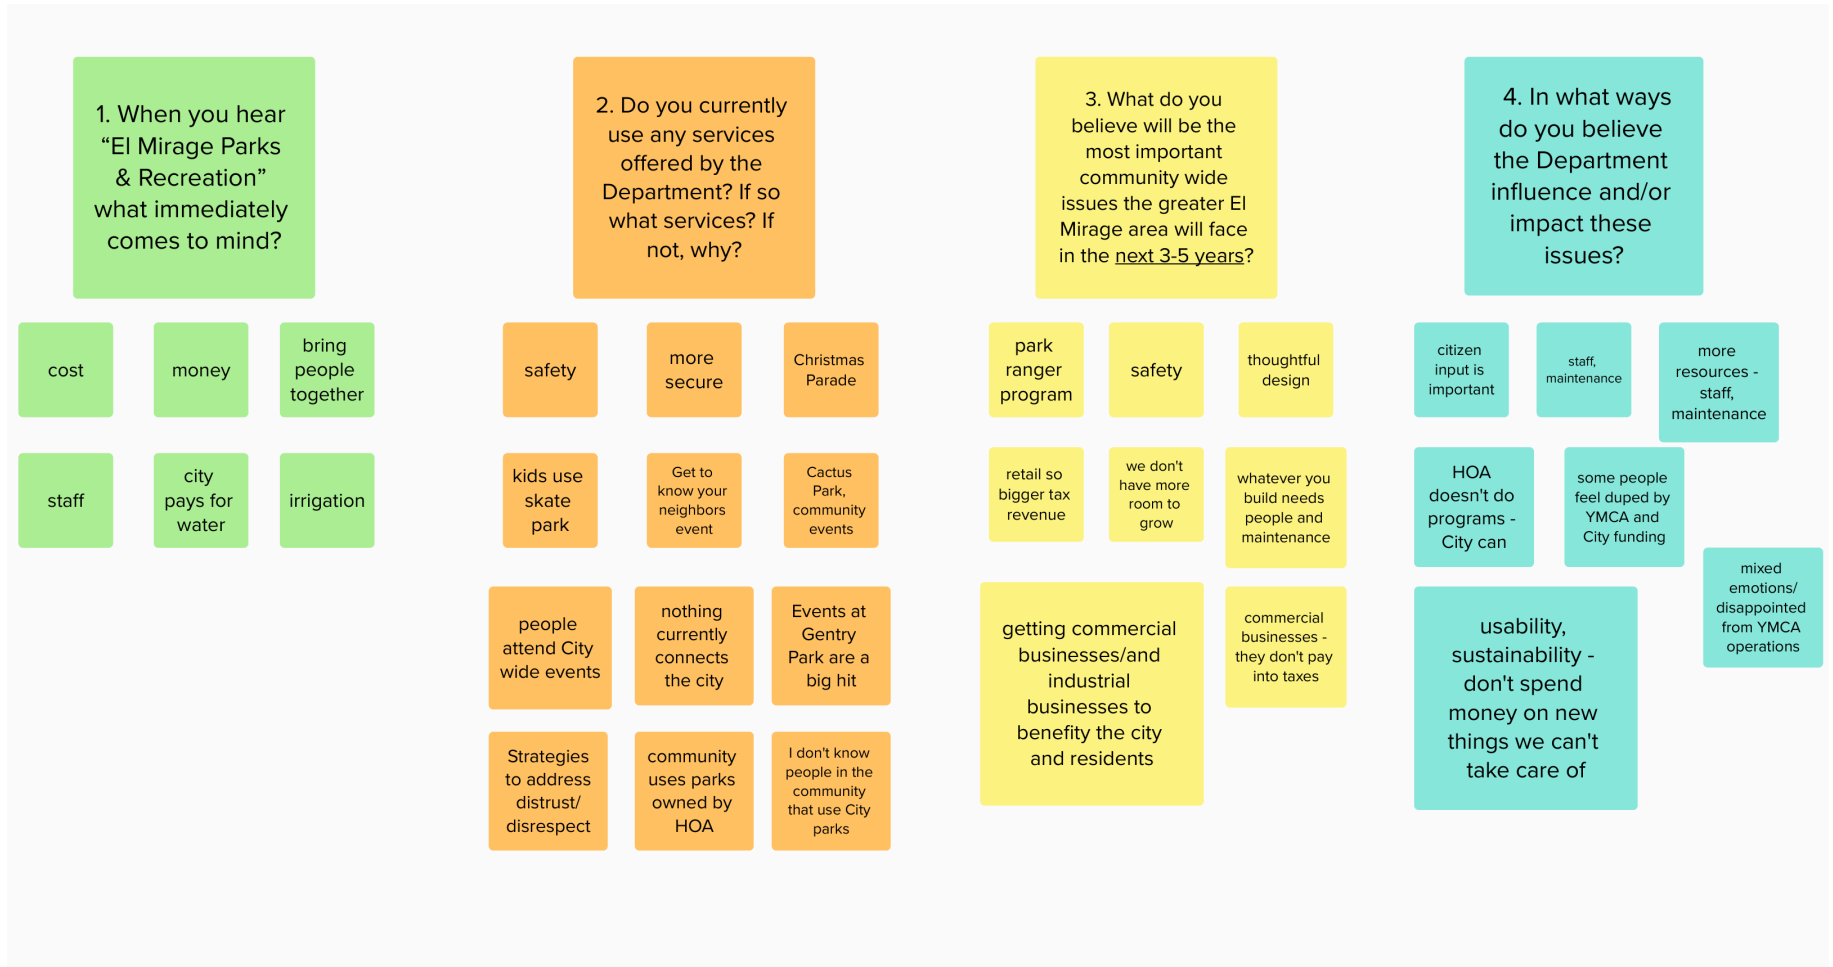 1. When you hear
“El Mirage Parks
& Recreation”
what immediately
comes to mind?
cost
money
bring
people
together
staff
city
pays for
water
irrigation
2. Do you currently
use any services
offered by the
Department? If so
what services? If
not, why?
safety
more
secure
Christmas
Parade
kids use
skate
park
Get to
know your
neighbors
event
Cactus
Park,
community
events
people
attend City
wide events
nothing
currently
connects
the city
Events at
Gentry
Park are a
big hit
Strategies
to address
distrust/
disrespect
community
uses parks
owned by
HOA
I don't know
people in the
community
that use City
parks
3. What do you
believe will be the
most important
community wide
issues the greater El
Mirage area will face
in the next 3-5 years?
park
ranger
program
safety
thoughtful
design
retail so
bigger tax
revenue
we don't
have more
room to
grow
whatever you
build needs
people and
maintenance
getting commercial
businesses/and
industrial
businesses to
benefity the city
and residents
commercial
businesses -
they don't pay
into taxes
4. In what ways
do you believe
the Department
influence and/or
impact these
issues?
citizen
input is
important
staff,
maintenance
more
resources -
staff,
maintenance
HOA
doesn't do
programs -
City can
some people
feel duped by
YMCA and
City funding
mixed
emotions/
disappointed
from YMCA
operations
usability,
sustainability -
don't spend
money on new
things we can't
take care of